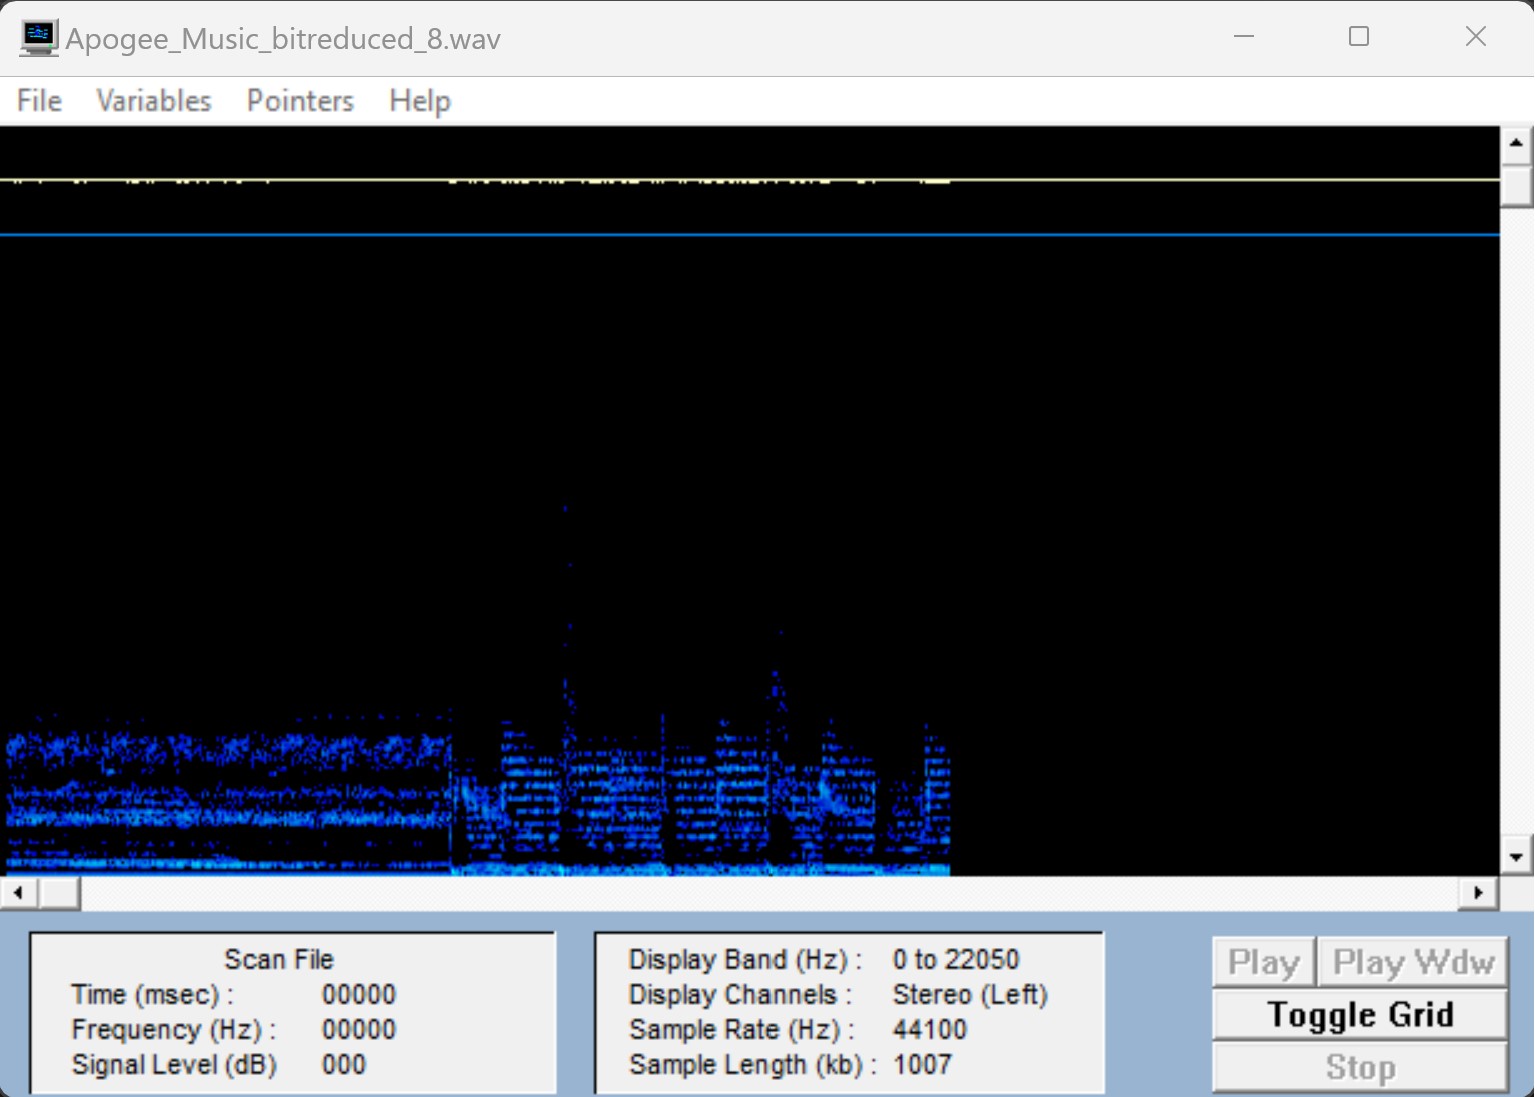 Apogee_Music_bitreduced_8.wav
File Variables Pointers Help
Scan File
Time (msec) : 00000
Frequency (Hz) : 00000
Signal Level (dB) 000
Display Band (Hz) : 0 to 22050
Display Channels : Stereo (Left)
Sample Rate (Hz) : 44100
Sample Length (kb) : 1007
Play Play Wdw
Toggle Grid
Stop